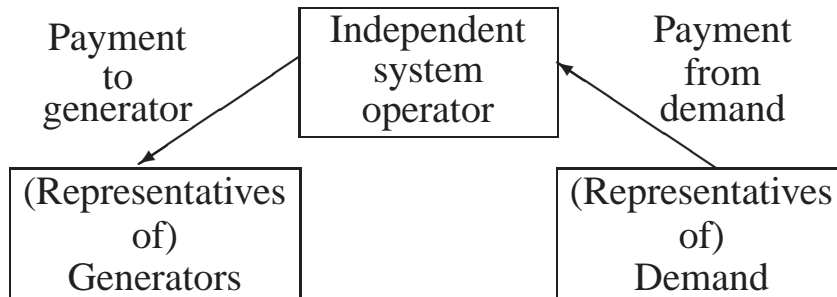 Payment
to
generator
Independent
system
operator
Payment
from
demand
(Representatives
of)
Generators
(Representatives
of)
Demand